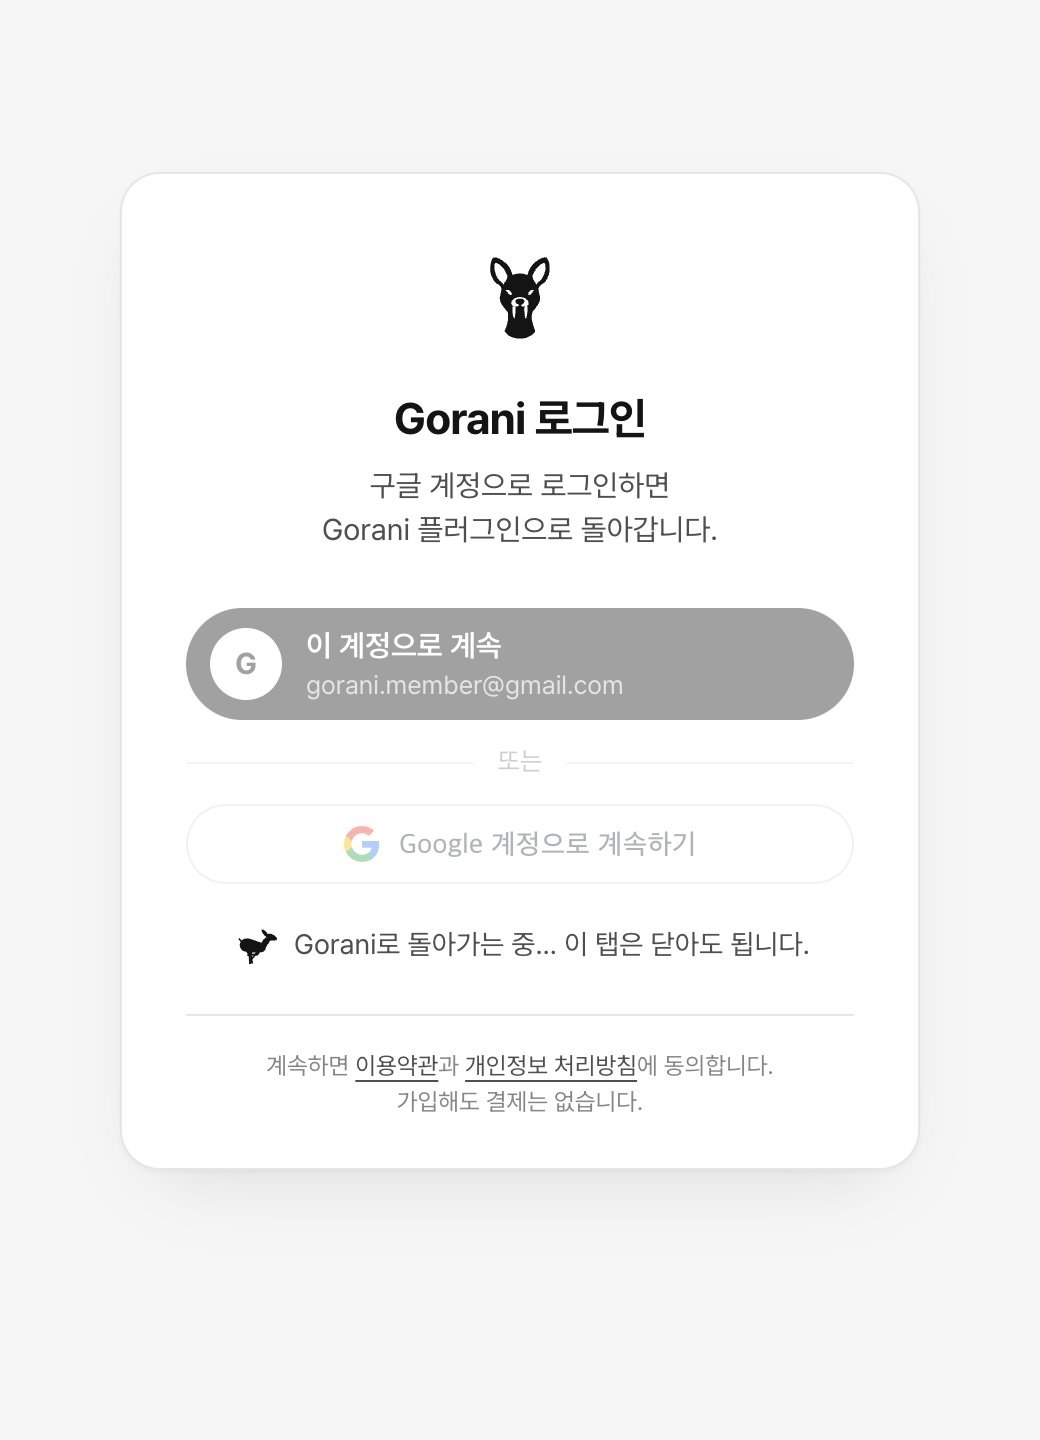 Gorani 로그인
구글 계정으로 로그인하면
Gorani 플러그인으로 돌아갑니다.
G
이 계정으로 계속
gorani.member@gmail.com
또는
Google 계정으로 계속하기
Gorani로 돌아가는 중... 이 탭은 닫아도 됩니다.
계속하면 이용약관과 개인정보 처리방침에 동의합니다.
가입해도 결제는 없습니다.